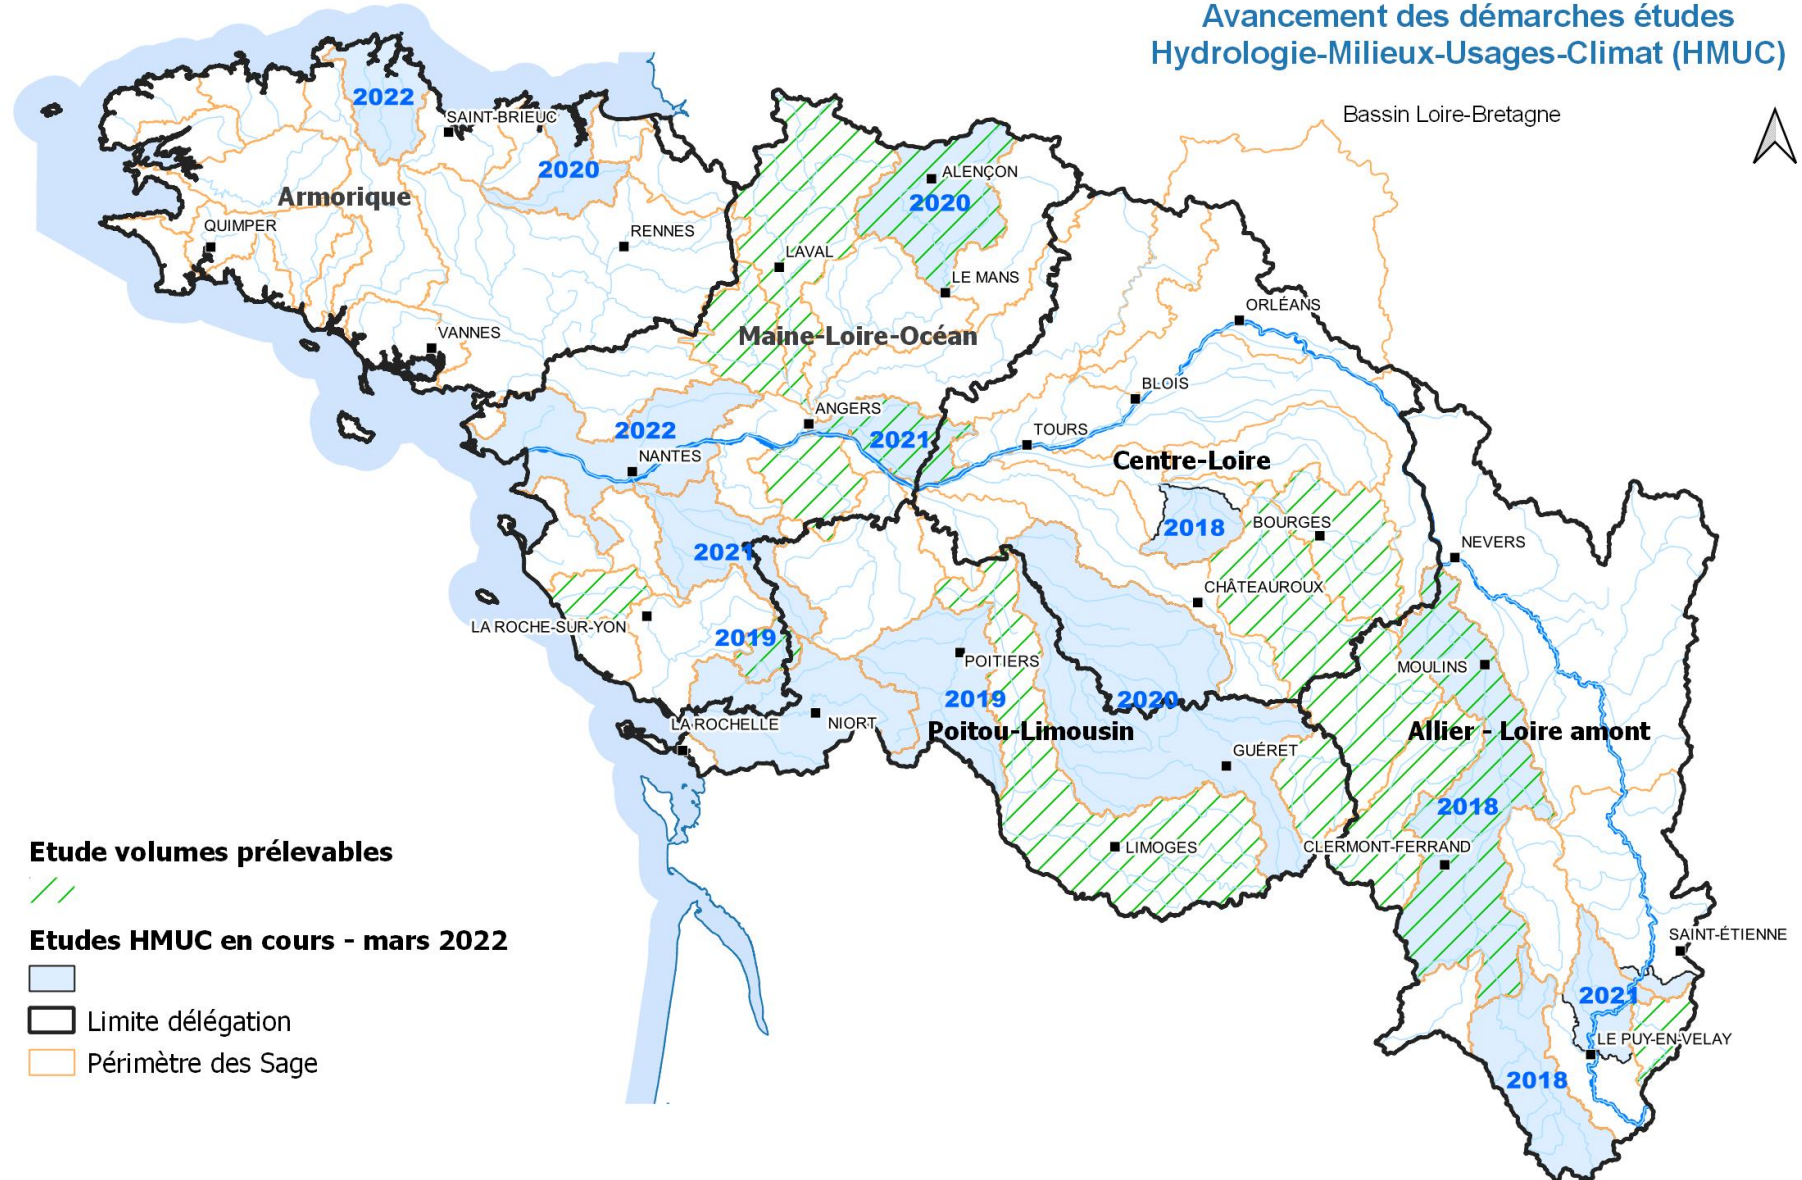 Avancement des démarches études
Hydrologie-Milieux-Usages-Climat (HMUC)
Bassin Loire-Bretagne
2022
SAINT-BRIEUC
2020
Armorique
QUIMPER
RENNES
VANNES
ALENÇON
2020
LAVAL
LE MANS
Maine-Loire-Océan
ORLÉANS
BLOIS
ANGERS
TOURS
2022
2021
NANTES
Centre-Loire
2018
BOURGES
2021
NEVERS
CHÂTEAUROUX
LA ROCHE-SUR-YON
2019
POITIERS
MOULINS
2019
2020
LA ROCHELLE
NIORT
Poitou-Limousin
Allier - Loire amont
GUÉRET
2018
LIMOGES
CLERMONT-FERRAND
SAINT-ÉTIENNE
2021
LE PUY-EN-VELAY
2018
Etude volumes prélevables
Etudes HMUC en cours - mars 2022
Limite délégation
Périmètre des Sage